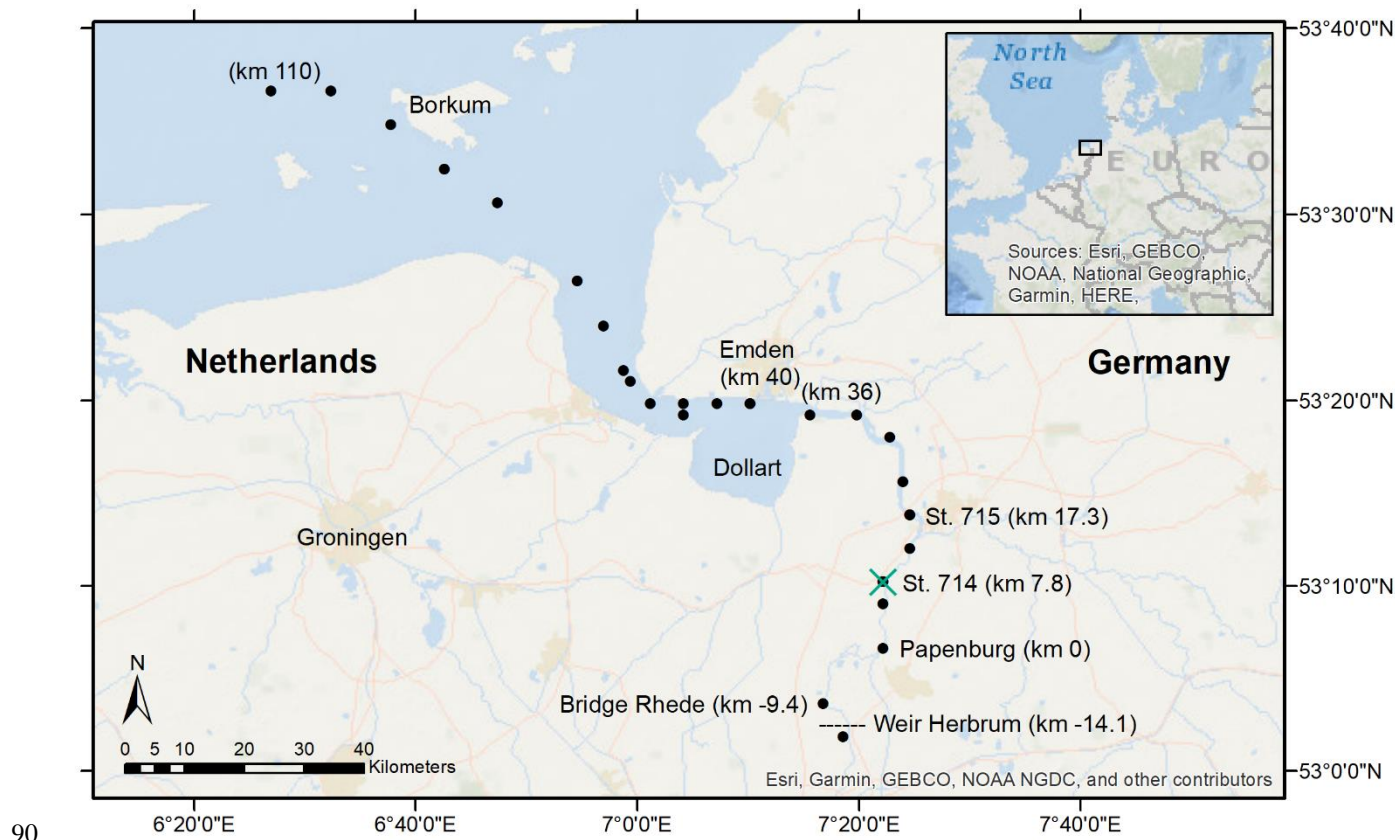 53°40'0"N
North
Sea
(km 110)
Borkum
E U R O
53°30'0"N
Sources: Esri, GEBCO,
NOAA, National Geographic,
Garmin, HERE,
Netherlands
Emden
(km 40)
(km 36)
Germany
53°20'0"N
Dollart
St. 715 (km 17.3)
Groningen
St. 714 (km 7.8)
53°10'0"N
Papenburg (km 0)
N
Bridge Rhede (km -9.4)
Weir Herbrum (km -14.1)
0 5 10 20 30 40
Kilometers
Esri, Garmin, GEBCO, NOAA NGDC, and other contributors
53°0'0"N
6°20'0"E 6°40'0"E 7°0'0"E 7°20'0"E 7°40'0"E
90